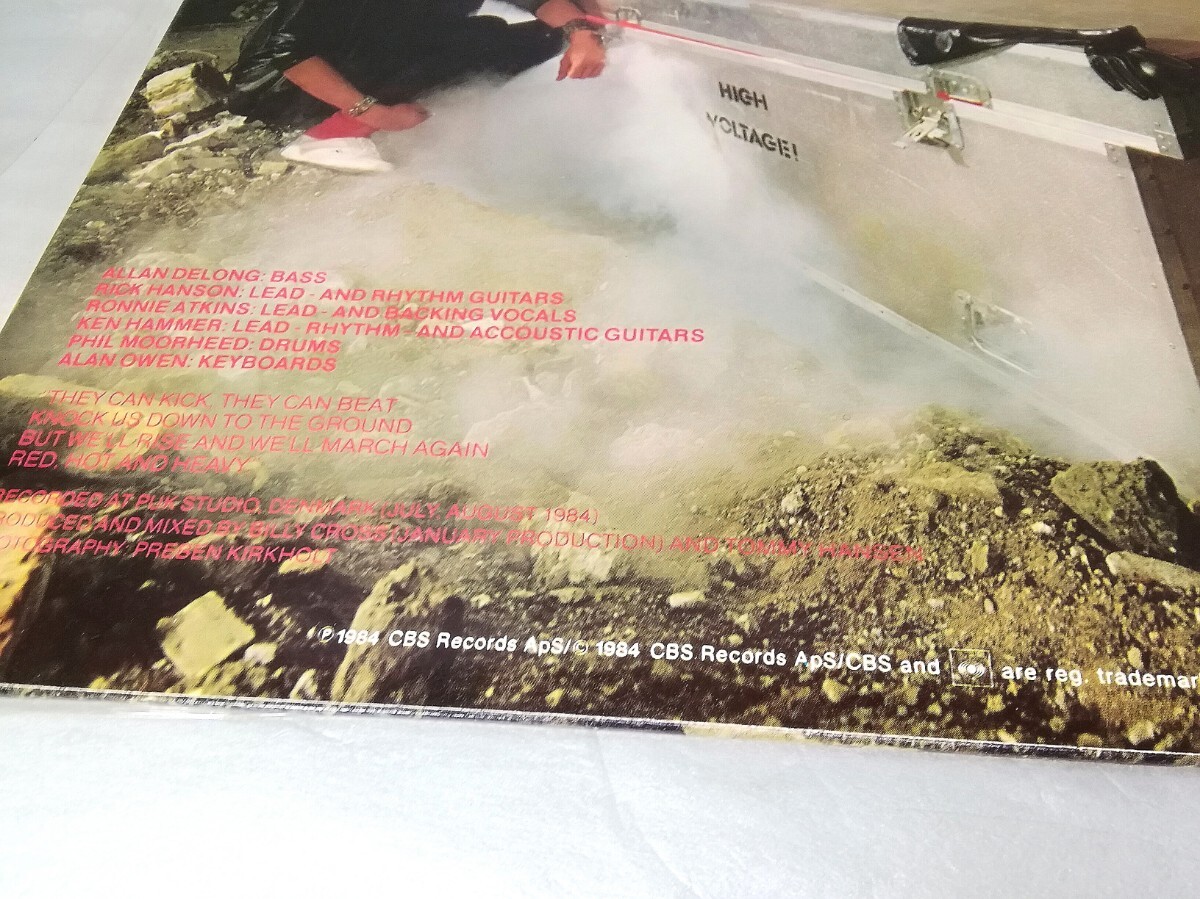 HIGH
VOLTAGE!
ALLAN DELONG: BASS
RICK HANSON: LEAD - AND RHYTHM GUITARS
RONNIE ATKINS: LEAD - AND BACKING VOCALS
KEN HAMMER: LEAD - RHYTHM - AND ACCOUSTIC GUITARS
PHIL MOORHEED: DRUMS
ALAN OWEN: KEYBOARDS
"THEY CAN KICK, THEY CAN BEAT
KNOCK US DOWN TO THE GROUND
BUT WE'LL RISE AND WE'LL MARCH AGAIN
RED, HOT AND HEAVY"
RECORDED AT PUK STUDIO, DENMARK (JULY, AUGUST 1984)
RODUCED AND MIXED BY BILLY CROSS (JANUARY PRODUCTION) AND TOMMY HANSEN
OTOGRAPHY: PREBEN KIRKHOLT
℗ 1984 CBS Records ApS/© 1984 CBS Records ApS/CBS and are reg. trademar